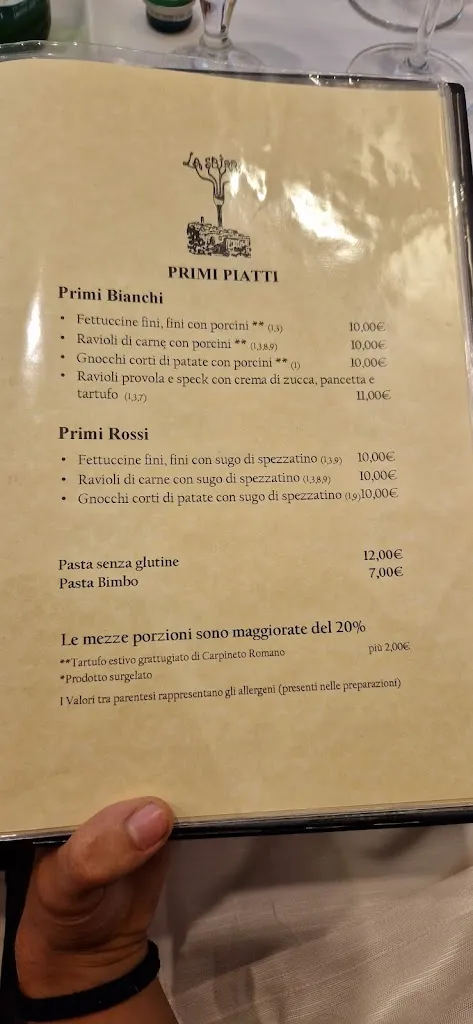 LA SBIRRA
PRIMI PIATTI
Primi Bianchi
• Fettuccine fini, fini con porcini ** (1,3) 10,00€
• Ravioli di carne con porcini ** (1,3,8,9) 10,00€
• Gnocchi corti di patate con porcini ** (1) 10,00€
• Ravioli provola e speck con crema di zucca, pancetta e
tartufo (1,3,7) 11,00€
Primi Rossi
• Fettuccine fini, fini con sugo di spezzatino (1,3,9) 10,00€
• Ravioli di carne con sugo di spezzatino (1,3,8,9) 10,00€
• Gnocchi corti di patate con sugo di spezzatino (1,9)10,00€
Pasta senza glutine 12,00€
Pasta Bimbo 7,00€
Le mezze porzioni sono maggiorate del 20%
**Tartufo estivo grattugiato di Carpineto Romano più 2,00€
*Prodotto surgelato
I Valori tra parentesi rappresentano gli allergeni (presenti nelle preparazioni)